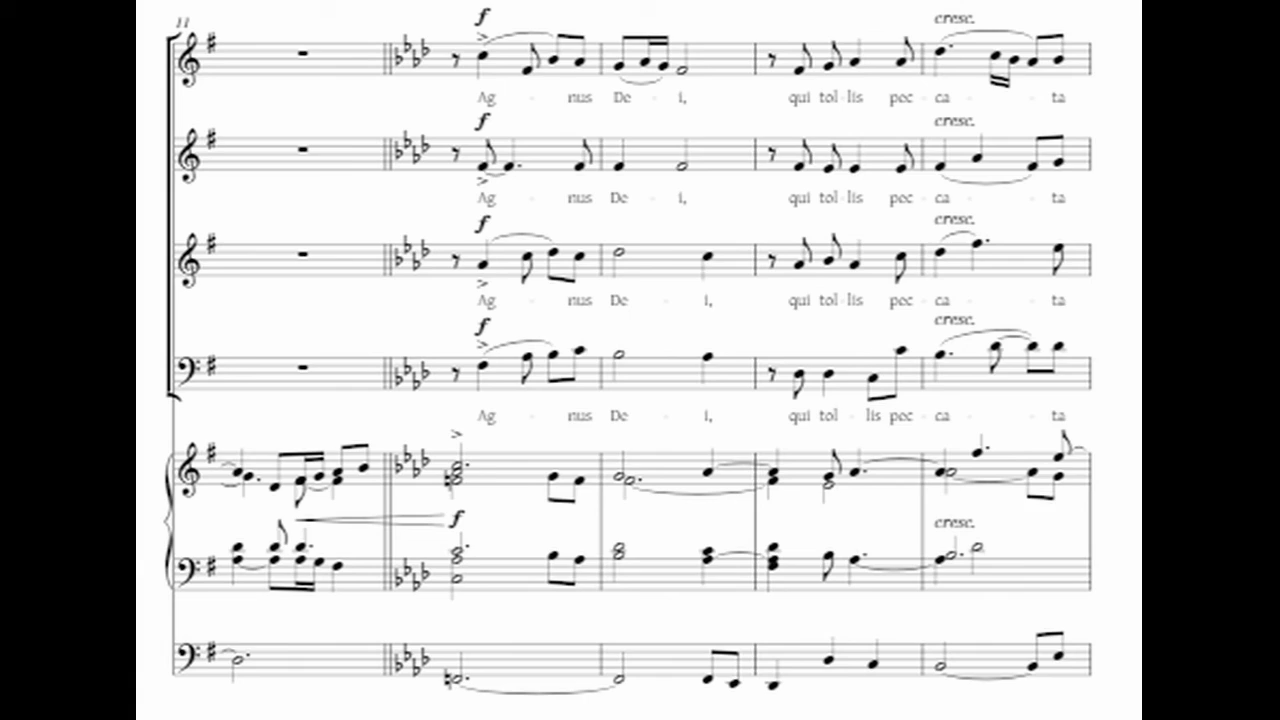 11
f
cresc.
Ag - nus De - i, qui tol - lis pec - ca - ta
f
cresc.
Ag - nus De - i, qui tol - lis pec - ca - ta
f
cresc.
Ag - nus De - i, qui tol - lis pec - ca - ta
f
cresc.
Ag - nus De - i, qui tol - lis pec - ca - ta
f
cresc.